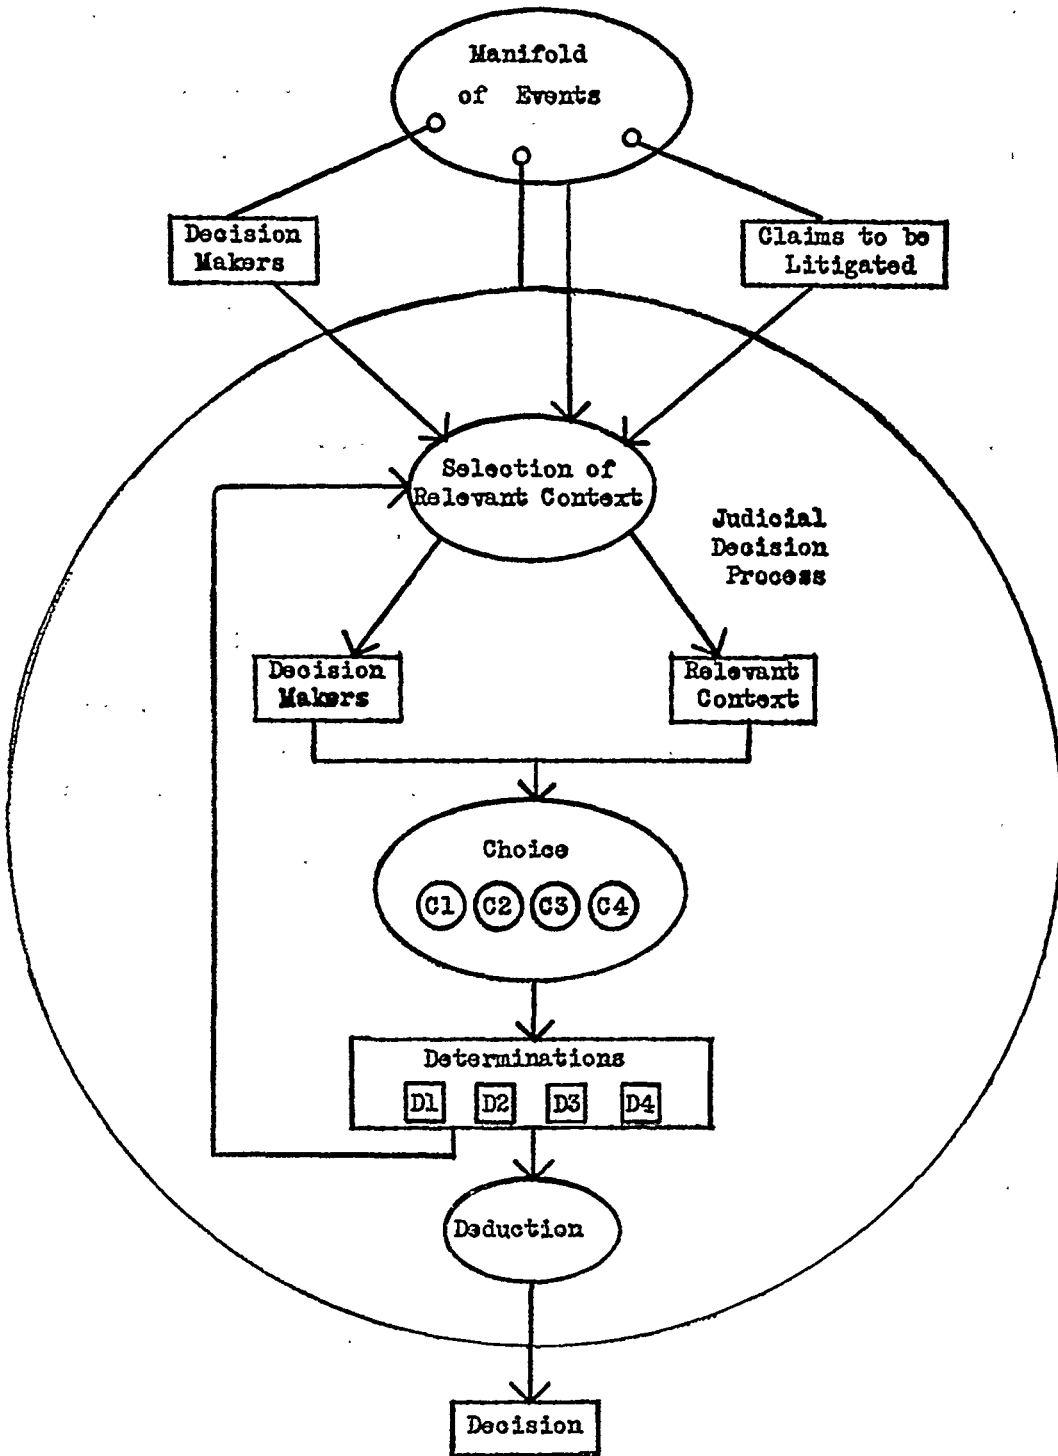 Manifold
of Events
Decision
Makers
Claims to be
Litigated
Selection of
Relevant Context
Judicial
Decision
Process
Decision
Makers
Relevant
Context
Choice
C1 C2 C3 C4
Determinations
D1 D2 D3 D4
Deduction
Decision